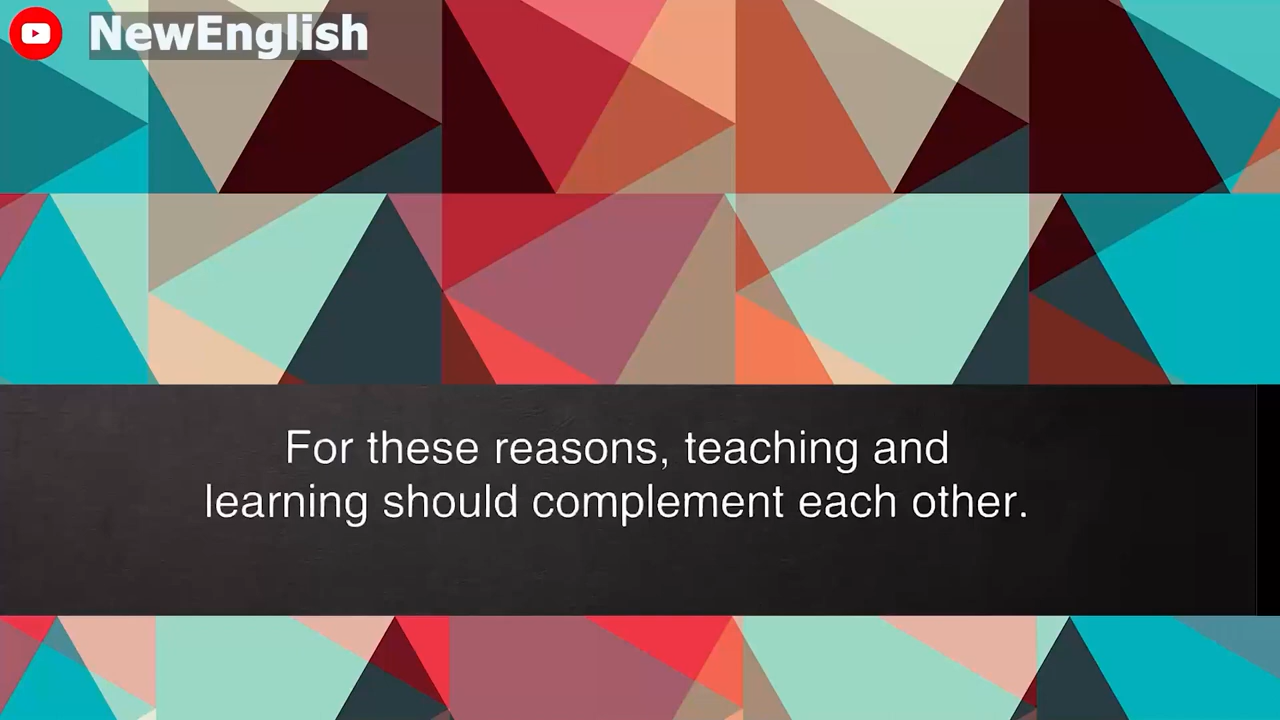 NewEnglish
For these reasons, teaching and
learning should complement each other.